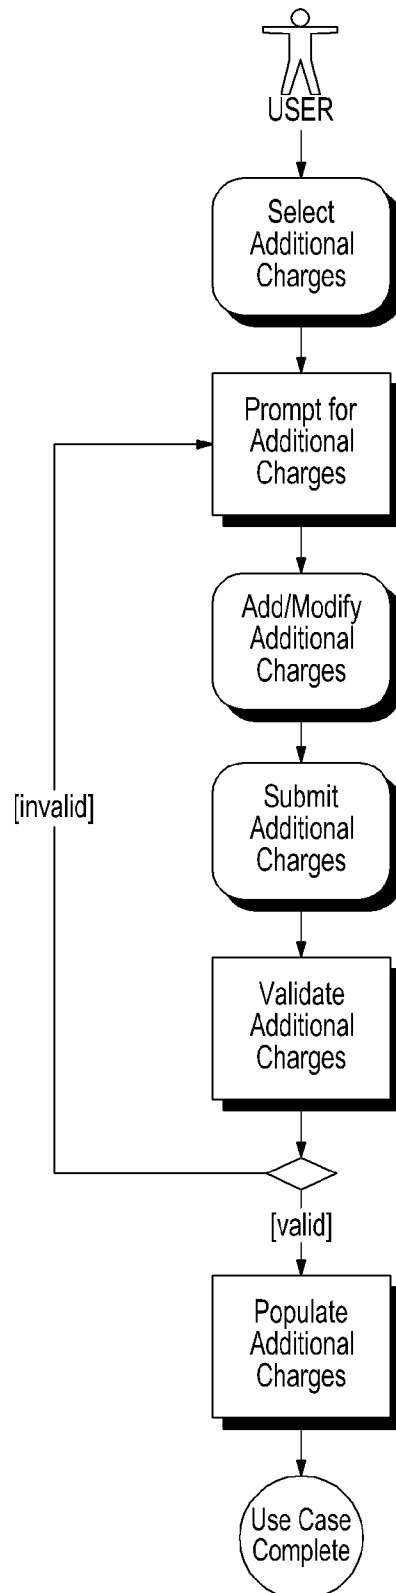 USER
Select
Additional
Charges
Prompt for
Additional
Charges
Add/Modify
Additional
Charges
Submit
Additional
Charges
[invalid]
Validate
Additional
Charges
[valid]
Populate
Additional
Charges
Use Case
Complete